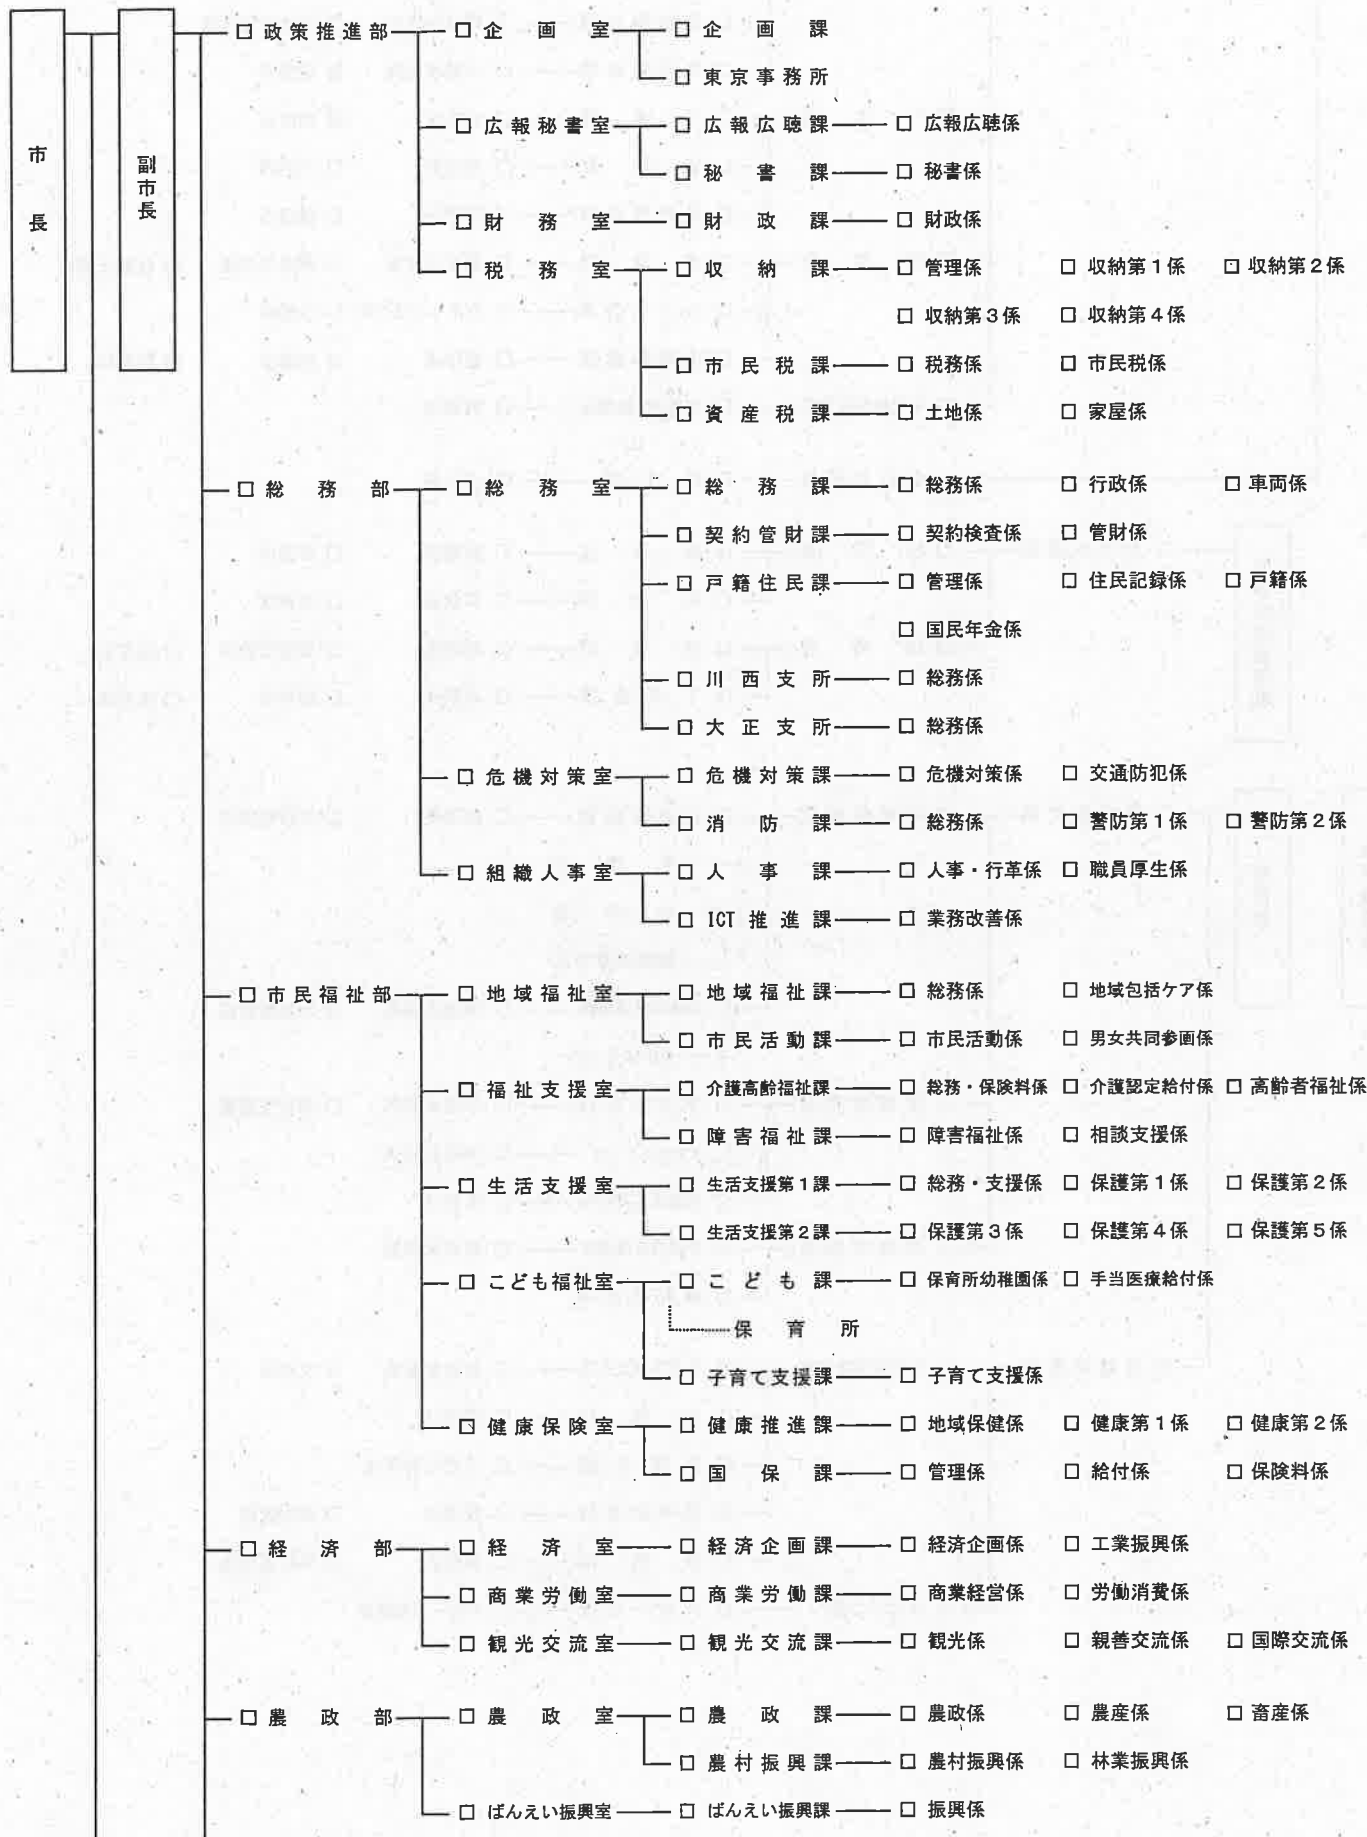 市長
副市長
□ 政策推進部 □ 企画室 □ 企画課
□ 東京事務所
□ 広報秘書室 □ 広報広聴課 □ 広報広聴係
□ 秘書課 □ 秘書係
□ 財務室 □ 財政課 □ 財政係
□ 税務室 □ 収納課 □ 管理係 □ 収納第1係 □ 収納第2係
□ 収納第3係 □ 収納第4係
□ 市民税課 □ 税務係 □ 市民税係
□ 資産税課 □ 土地係 □ 家屋係
□ 総務部 □ 総務室 □ 総務課 □ 総務係 □ 行政係 □ 車両係
□ 契約管財課 □ 契約検査係 □ 管財係
□ 戸籍住民課 □ 管理係 □ 住民記録係 □ 戸籍係
□ 国民年金係
□ 川西支所 □ 総務係
□ 大正支所 □ 総務係
□ 危機対策室 □ 危機対策課 □ 危機対策係 □ 交通防犯係
□ 消防課 □ 総務係 □ 警防第1係 □ 警防第2係
□ 組織人事室 □ 人事課 □ 人事・行革係 □ 職員厚生係
□ ICT推進課 □ 業務改善係
□ 市民福祉部 □ 地域福祉室 □ 地域福祉課 □ 総務係 □ 地域包括ケア係
□ 市民活動課 □ 市民活動係 □ 男女共同参画係
□ 福祉支援室 □ 介護高齢福祉課 □ 総務・保険料係 □ 介護認定給付係 □ 高齢者福祉係
□ 障害福祉課 □ 障害福祉係 □ 相談支援係
□ 生活支援室 □ 生活支援第1課 □ 総務・支援係 □ 保護第1係 □ 保護第2係
□ 生活支援第2課 □ 保護第3係 □ 保護第4係 □ 保護第5係
□ こども福祉室 □ こども課 □ 保育所幼稚園係 □ 手当医療給付係
保育所
□ 子育て支援課 □ 子育て支援係
□ 健康保険室 □ 健康推進課 □ 地域保健係 □ 健康第1係 □ 健康第2係
□ 国保課 □ 管理係 □ 給付係 □ 保険料係
□ 経済部 □ 経済室 □ 経済企画課 □ 経済企画係 □ 工業振興係
□ 商業労働室 □ 商業労働課 □ 商業経営係 □ 労働消費係
□ 観光交流室 □ 観光交流課 □ 観光係 □ 親善交流係 □ 国際交流係
□ 農政部 □ 農政室 □ 農政課 □ 農政係 □ 農産係 □ 畜産係
□ 農村振興課 □ 農村振興係 □ 林業振興係
□ ばんえい振興室 □ ばんえい振興課 □ 振興係